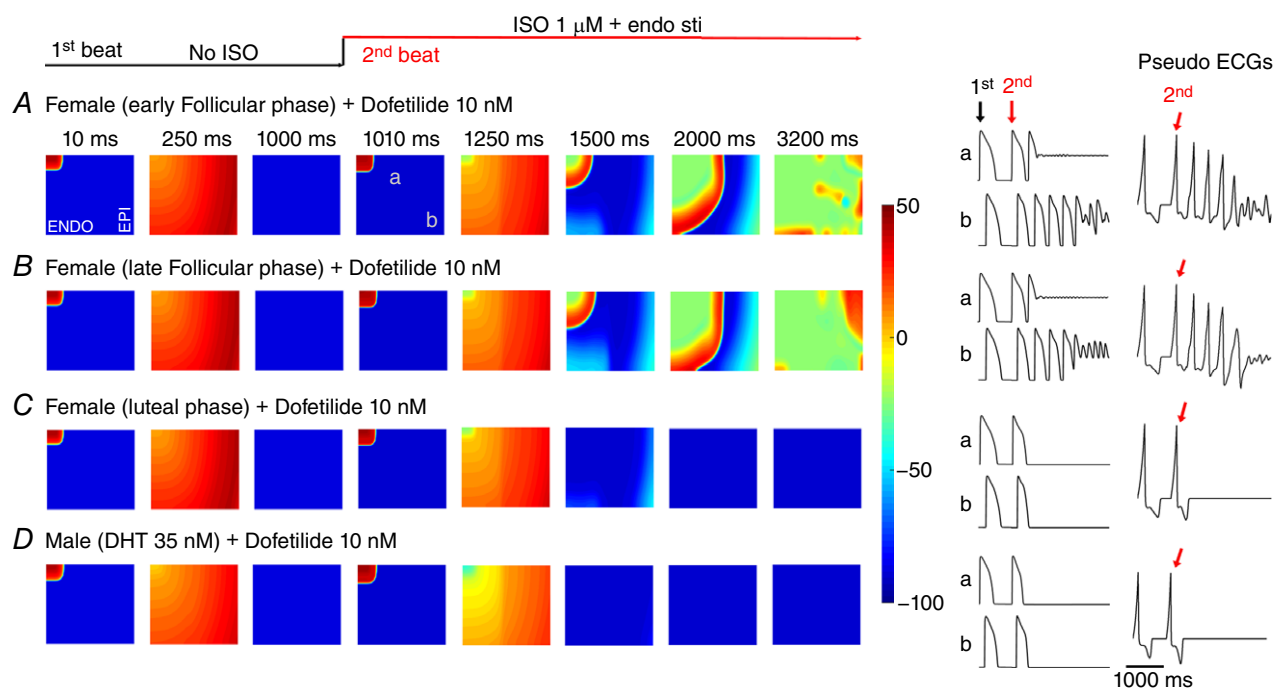 ISO 1 μM + endo sti
1st beat
No ISO
2nd beat
Pseudo ECGs
1st
2nd
2nd
A Female (early Follicular phase) + Dofetilide 10 nM
10 ms 250 ms 1000 ms 1010 ms 1250 ms 1500 ms 2000 ms 3200 ms
ENDO
EPI
a
b
a
b
B Female (late Follicular phase) + Dofetilide 10 nM
a
b
C Female (luteal phase) + Dofetilide 10 nM
a
b
D Male (DHT 35 nM) + Dofetilide 10 nM
a
b
50
0
−50
−100
1000 ms